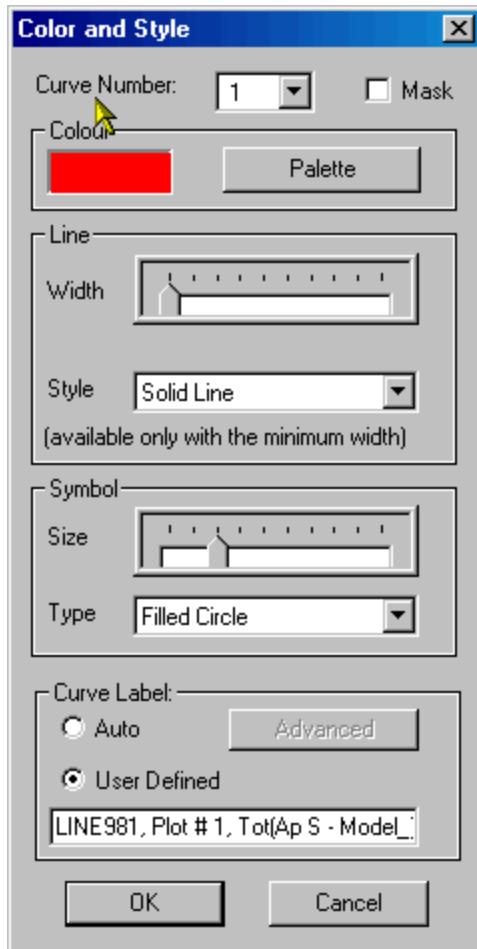 Color and Style
Curve Number: 1 Mask
Colour
Palette
Line
Width
Style Solid Line
(available only with the minimum width)
Symbol
Size
Type Filled Circle
Curve Label:
Auto Advanced
User Defined
LINE981, Plot # 1, Tot(Ap S - Model_
OK Cancel